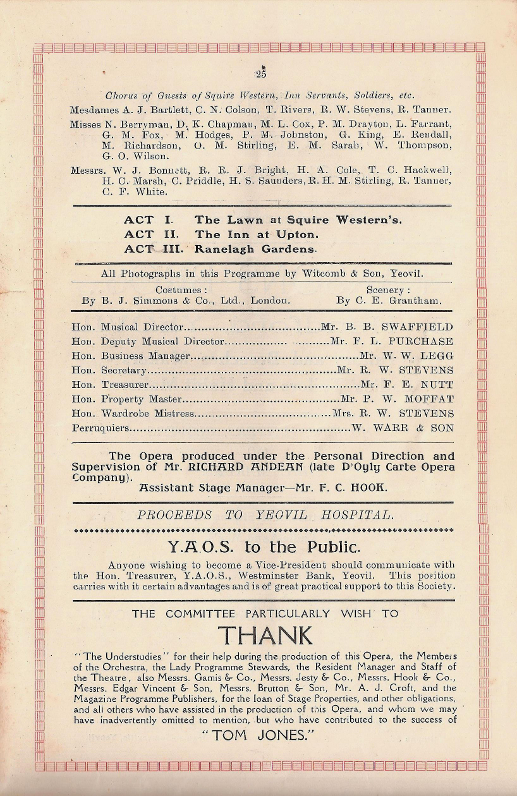 25
Chorus of Guests of Squire Western, Inn Servants, Soldiers, etc.
Mesdames A. J. Bartlett, C. N. Colson, T. Rivers, R. W. Stevens, R. Tanner.
Misses N. Berryman, D. K. Chapman, M. L. Cox, P. M. Drayton, L. Farrant,
G. M. Fox, M. Hodges, P. M. Johnston, G. King, E. Rendall,
M. Richardson, O. M. Stirling, E. M. Sarah, W. Thompson,
G. O. Wilson.
Messrs. W. J. Bonnett, R. R. J. Bright, H. A. Cole, T. C. Hackwell,
H. C. Marsh, C. Priddle, H. S. Saunders, R. H. M. Stirling, R. Tanner,
C. F. White.
ACT I. The Lawn at Squire Western's.
ACT II. The Inn at Upton.
ACT III. Ranelagh Gardens.
All Photographs in this Programme by Witcomb & Son, Yeovil.
Costumes : Scenery :
By B. J. Simmons & Co., Ltd., London. By C. E. Grantham.
Hon. Musical Director..............................Mr. B. B. SWAFFIELD
Hon. Deputy Musical Director................. ..........Mr. F. L. PURCHASE
Hon. Business Manager.....................................Mr. W. W. LEGG
Hon. Secretary..........................................Mr. R. W. STEVENS
Hon. Treasurer..............................................Mr. F. E. NUTT
Hon. Property Master..................................Mr. P. W. MOFFAT
Hon. Wardrobe Mistress..............................Mrs. R. W. STEVENS
Perruquiers.................................................W. WARR & SON
The Opera produced under the Personal Direction and
Supervision of Mr. RICHARD ANDEAN (late D'Ogly Carte Opera
Company).
Assistant Stage Manager—Mr. F. C. HOOK.
PROCEEDS TO YEOVIL HOSPITAL.
Y.A.O.S. to the Public.
Anyone wishing to become a Vice-President should communicate with
the Hon. Treasurer, Y.A.O.S., Westminster Bank, Yeovil. This position
carries with it certain advantages and is of great practical support to this Society.
THE COMMITTEE PARTICULARLY WISH TO
THANK
"The Understudies" for their help during the production of this Opera, the Members
of the Orchestra, the Lady Programme Stewards, the Resident Manager and Staff of
the Theatre, also Messrs. Gamis & Co., Messrs. Jesty & Co., Messrs. Hook & Co.,
Messrs. Edgar Vincent & Son, Messrs. Brutton & Son, Mr. A. J. Croft, and the
Magazine Programme Publishers, for the loan of Stage Properties, and other obligations,
and all others who have assisted in the production of this Opera, and whom we may
have inadvertently omitted to mention, but who have contributed to the success of
"TOM JONES."